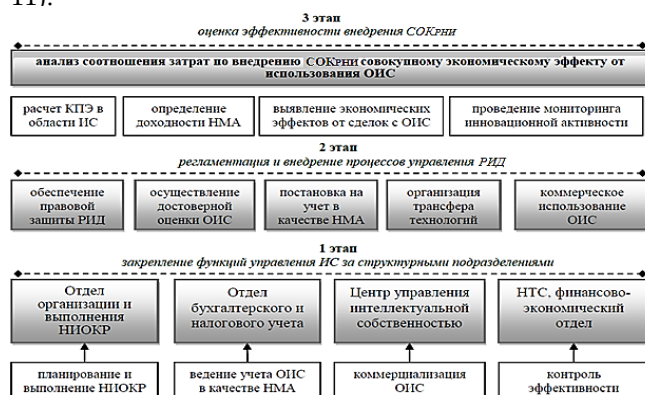 11).
3 этап
оценка эффективности внедрения СОКРНИ
анализ соотношения затрат по внедрению СОКРНИ совокупному экономическому эффекту от
использования ОИС
расчет КПЭ в
области ИС
определение
доходности НМА
выявление экономических
эффектов от сделок с ОИС
проведение мониторинга
инновационной активности
2 этап
регламентация и внедрение процессов управления РИД
обеспечение
правовой
защиты РИД
осуществление
достоверной
оценки ОИС
постановка на
учет в
качестве НМА
организация
трансфера
технологий
коммерческое
использование
ОИС
1 этап
закрепление функций управления ИС за структурными подразделениями
Отдел
организации и
выполнения
НИОКР
Отдел
бухгалтерского и
налогового учета
Центр управления
интеллектуальной
собственностью
НТС, финансово-
экономический
отдел
планирование и
выполнение НИОКР
ведение учета ОИС
в качестве НМА
коммерциализация
ОИС
контроль
эффективности